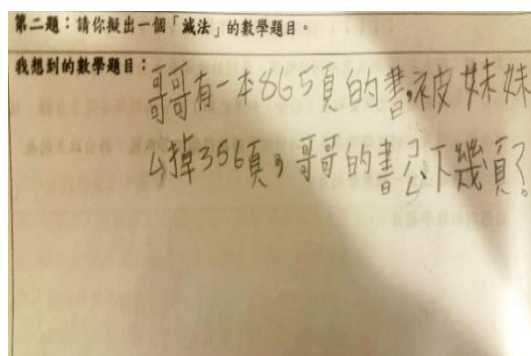 第二題：請你擬出一個「減法」的數學題目。
我想到的數學題目：
哥哥有一本865頁的書，被妹妹
ㄙ掉356頁，哥哥的書ㄕㄥˋ下幾頁？